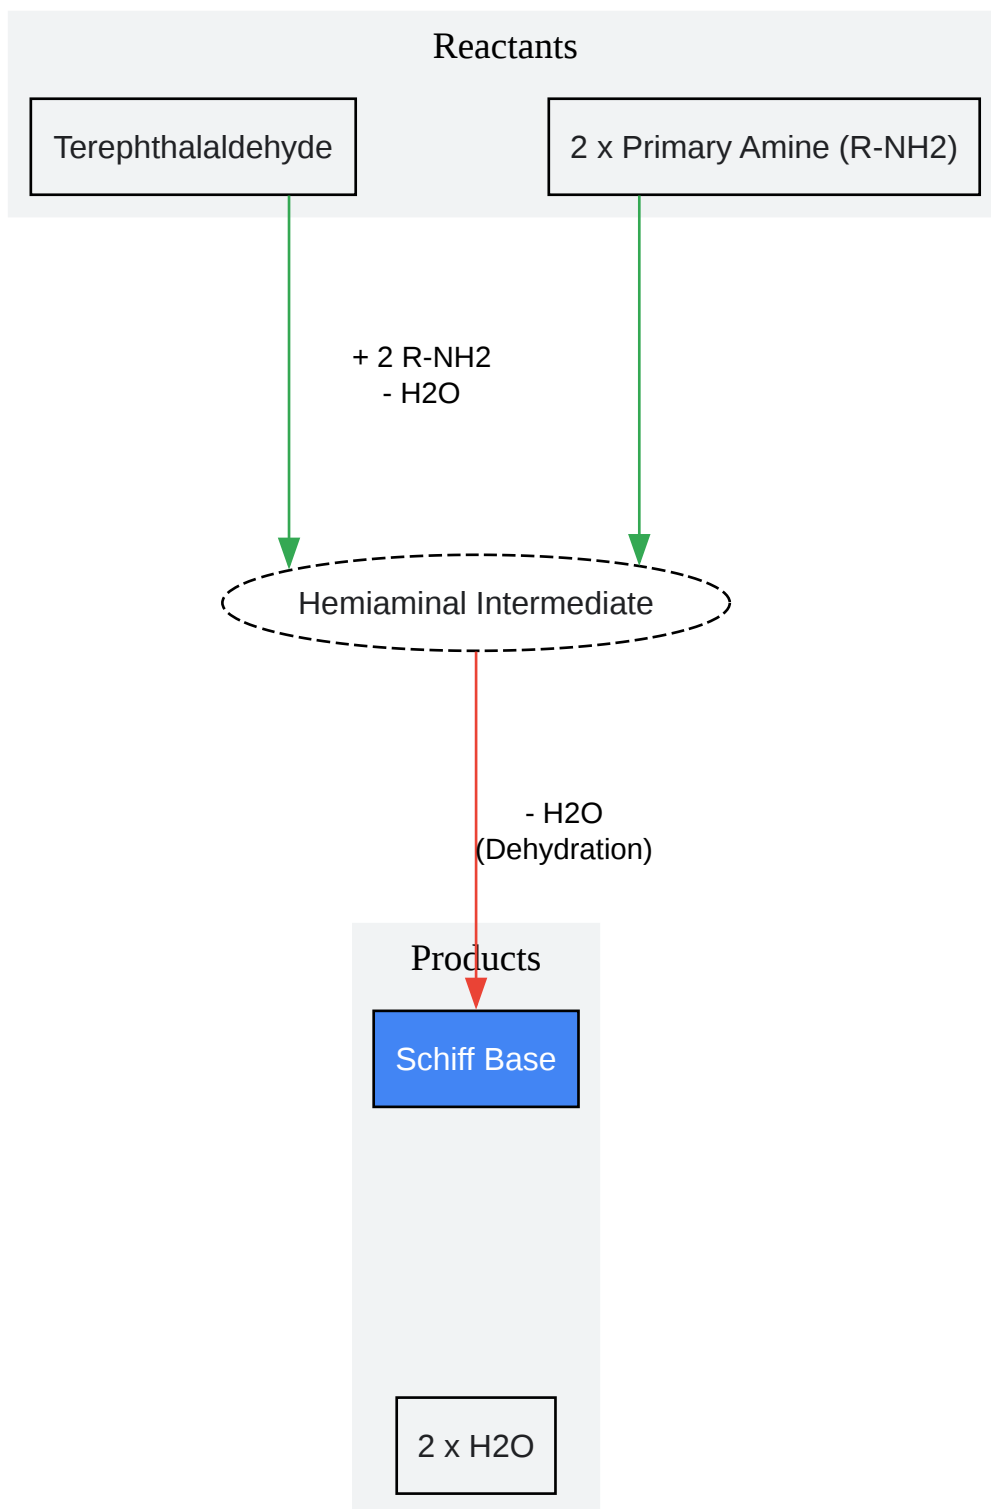 Reactants
Terephthalaldehyde
2 x Primary Amine (R-NH2)
+ 2 R-NH2
- H2O
Hemiaminal Intermediate
- H2O
(Dehydration)
Products
Schiff Base
2 x H2O